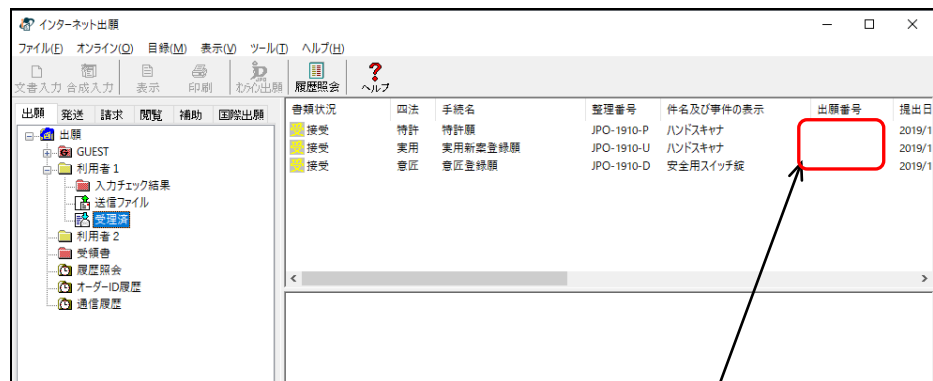 インターネット出願
ファイル(F) オンライン(O) 目録(M) 表示(V) ツール(T) ヘルプ(H)
文書入力 合成入力 表示 印刷 オンライン出願 履歴照会 ヘルプ
出願 発送 請求 閲覧 補助 国際出願
出願
GUEST
利用者1
入力チェック結果
送信ファイル
受理済
利用者2
受領書
履歴照会
オーダーID履歴
通信履歴
書類状況 四法 手続名 整理番号 件名及び事件の表示 出願番号 提出日
受 接受 特許 特許願 JPO-1910-P ハンドスキャナ 2019/1
受 接受 実用 実用新案登録願 JPO-1910-U ハンドスキャナ 2019/1
受 接受 意匠 意匠登録願 JPO-1910-D 安全用スイッチ錠 2019/1